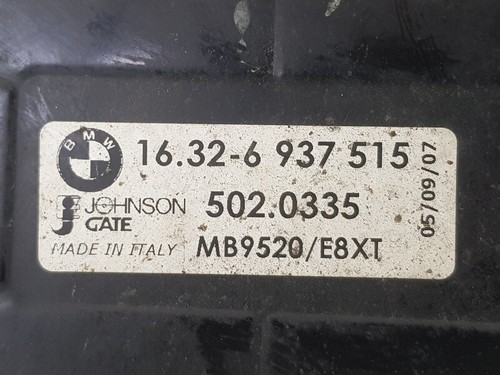 BMW 16.32-6 937 515
JOHNSON 502.0335
GATE
MADE IN ITALY MB9520/E8XT
05/09/07